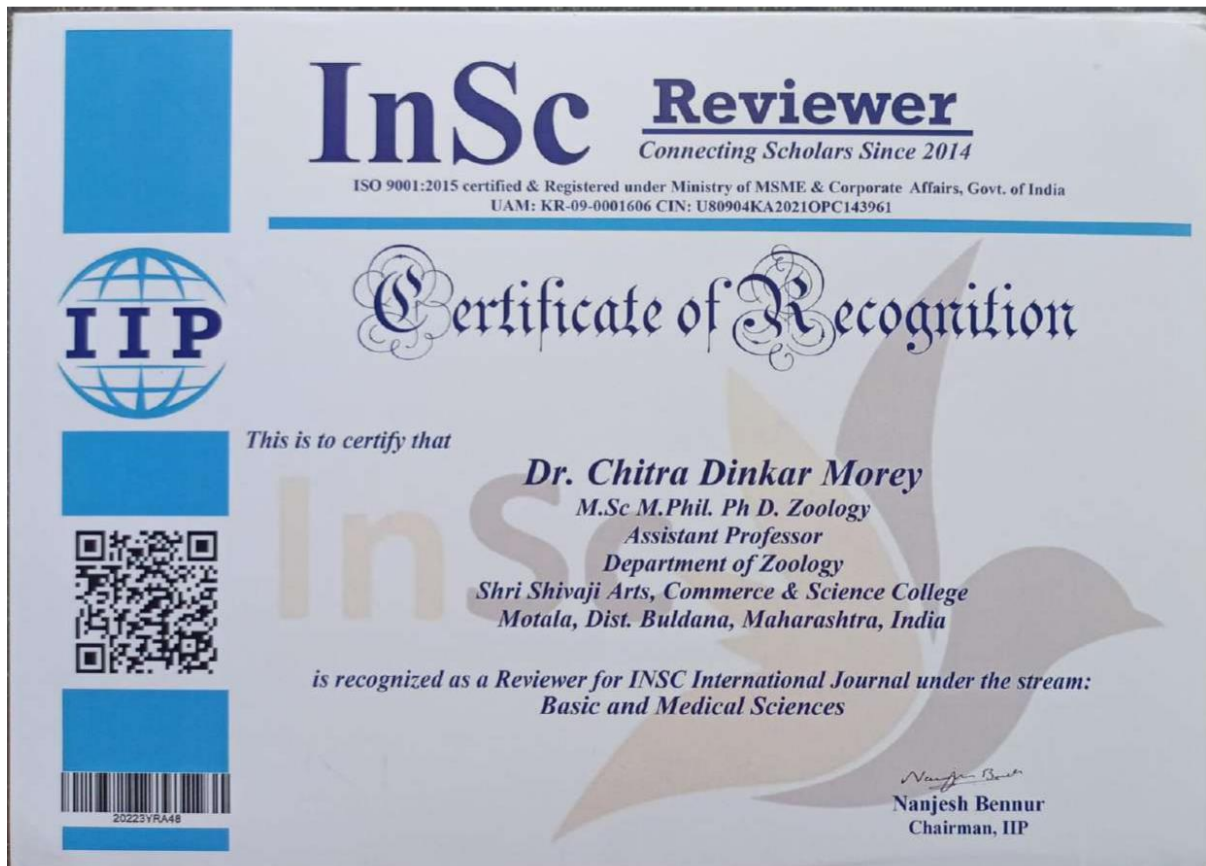 InSc Reviewer
Connecting Scholars Since 2014
ISO 9001:2015 certified & Registered under Ministry of MSME & Corporate Affairs, Govt. of India
UAM: KR-09-0001606 CIN: U80904KA2021OPC143961
IIP
Certificate of Recognition
This is to certify that
InSc
Dr. Chitra Dinkar Morey
M.Sc M.Phil. Ph D. Zoology
Assistant Professor
Department of Zoology
Shri Shivaji Arts, Commerce & Science College
Motala, Dist. Buldana, Maharashtra, India
is recognized as a Reviewer for INSC International Journal under the stream:
Basic and Medical Sciences
20223YRA48
Nanjesh Bennur
Chairman, IIP